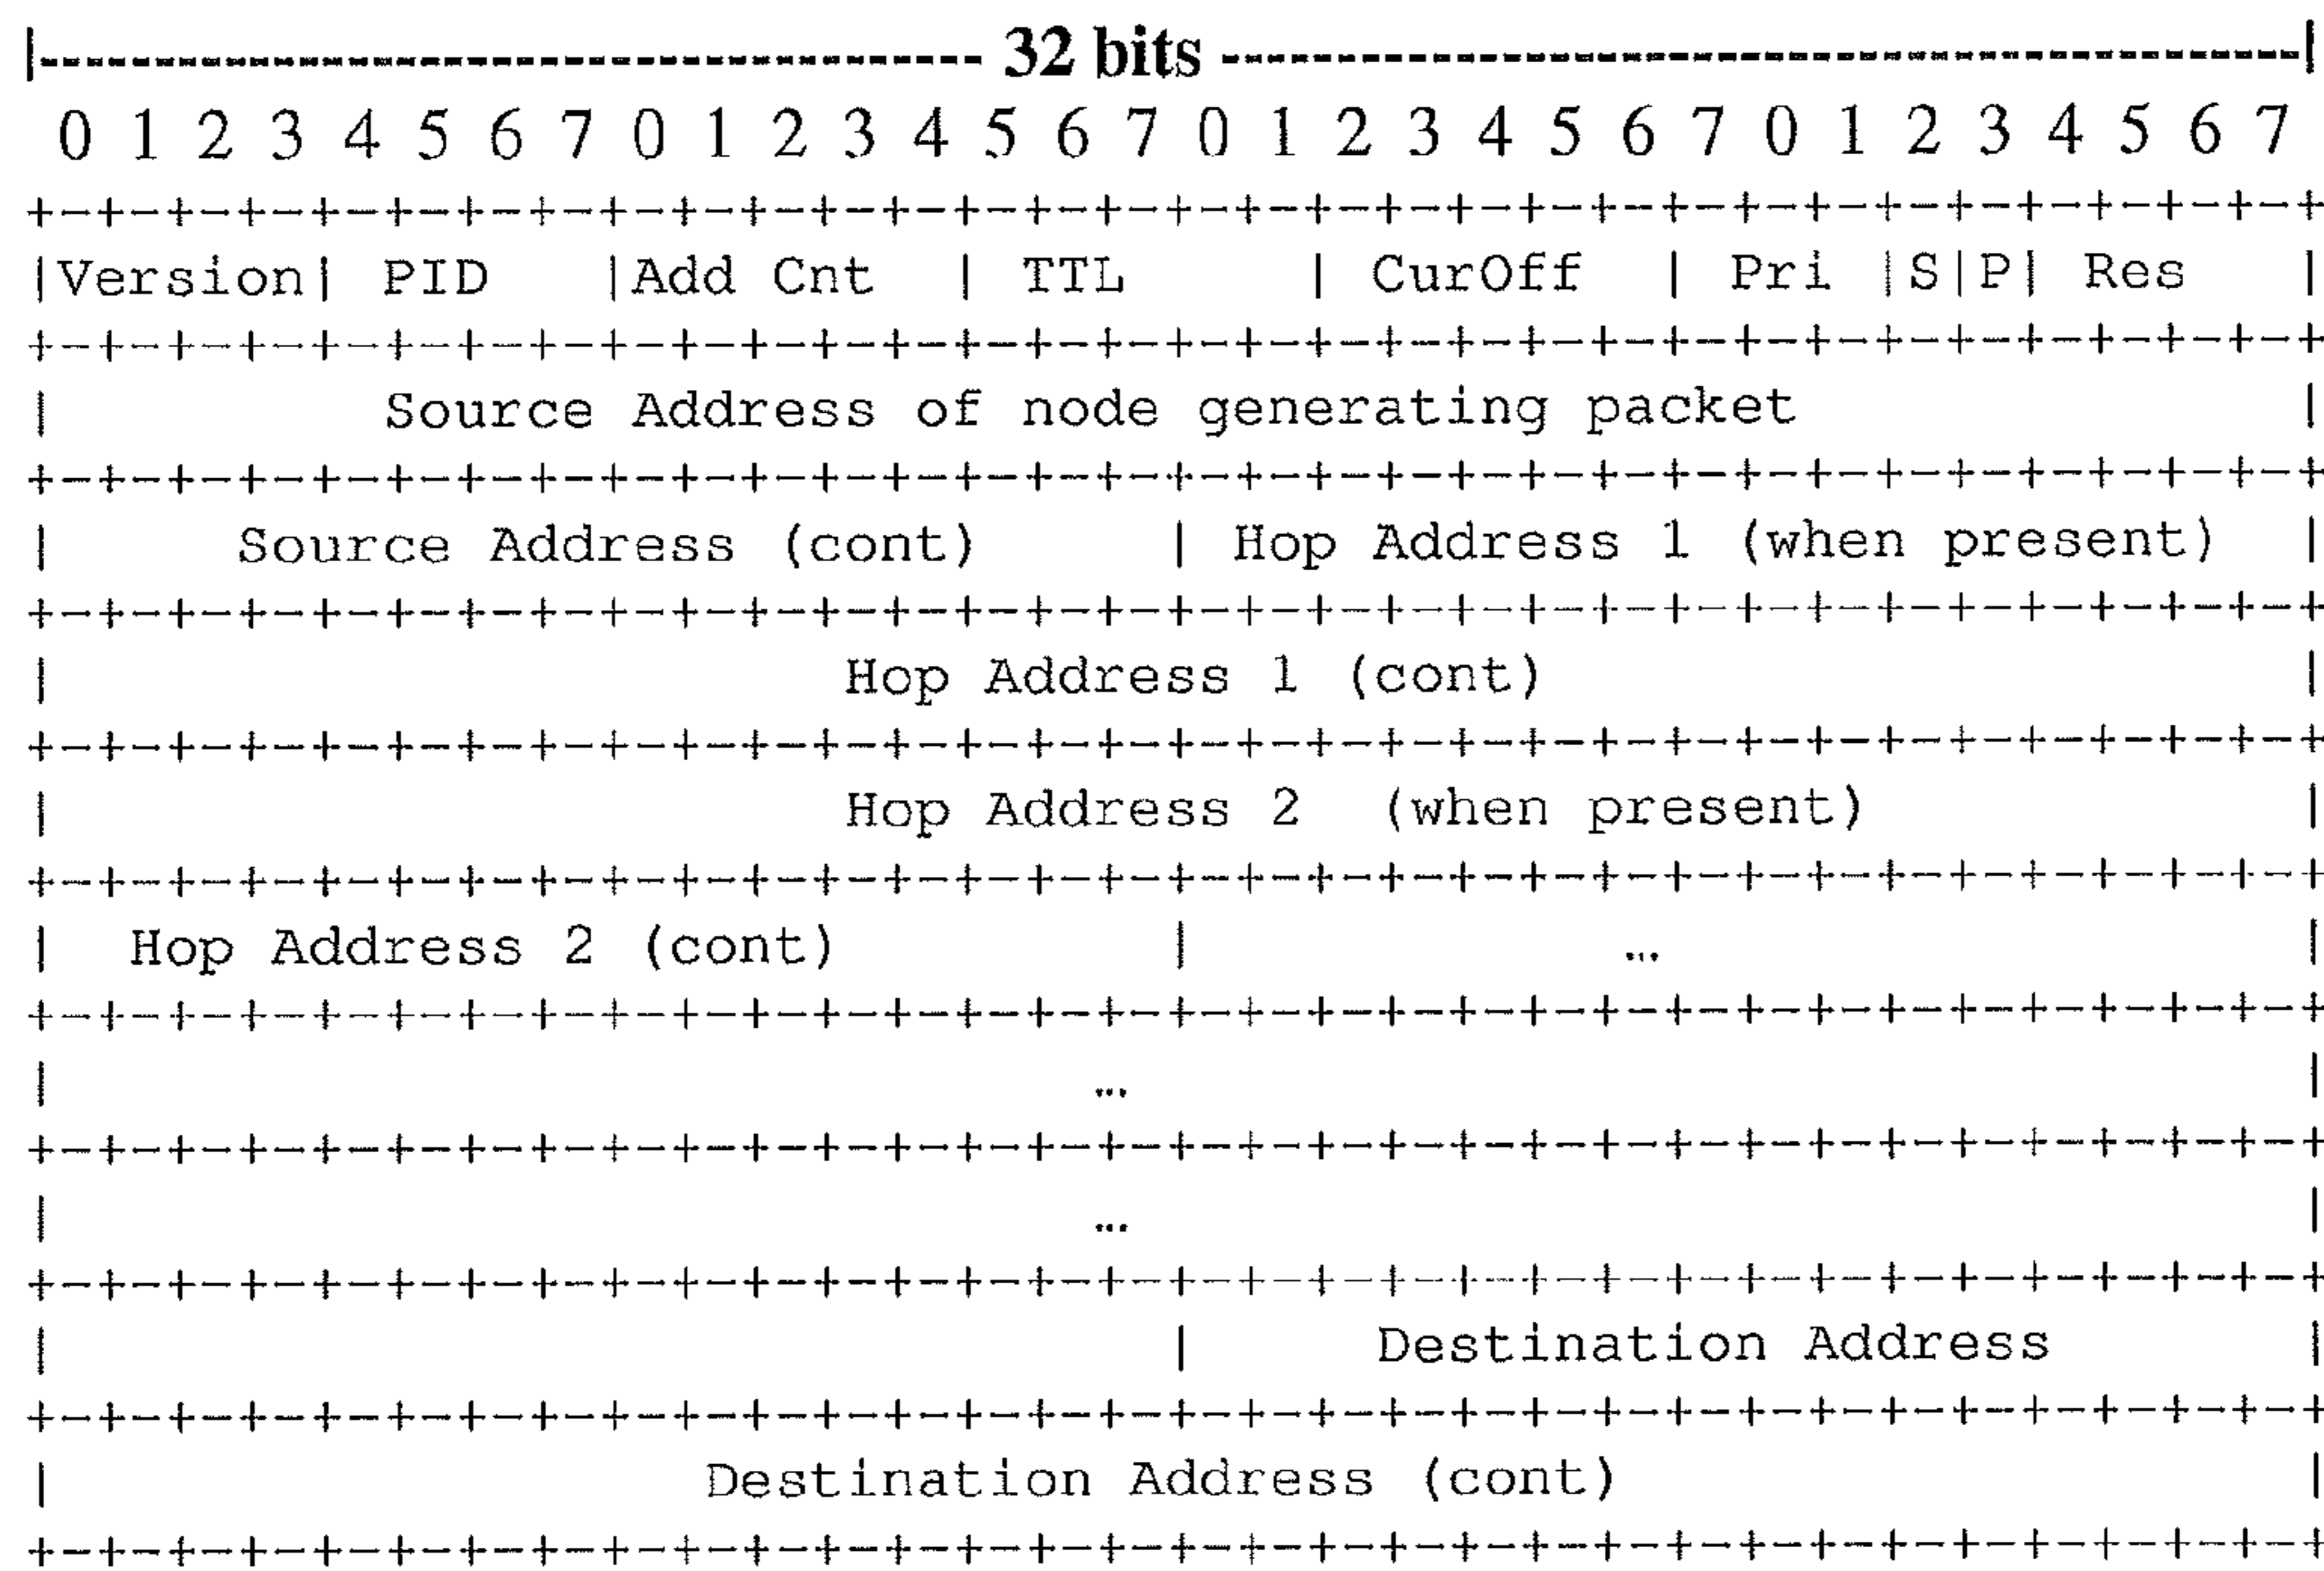 |---------------------------------------- 32 bits ----------------------------------------------|
0 1 2 3 4 5 6 7 0 1 2 3 4 5 6 7 0 1 2 3 4 5 6 7 0 1 2 3 4 5 6 7
+-+-+-+-+-+-+-+-+-+-+-+-+-+-+-+-+-+-+-+-+-+-+-+-+-+-+-+-+-+-+-+-+
|Version| PID |Add Cnt | TTL | CurOff | Pri |S|P| Res |
+-+-+-+-+-+-+-+-+-+-+-+-+-+-+-+-+-+-+-+-+-+-+-+-+-+-+-+-+-+-+-+-+
| Source Address of node generating packet |
+-+-+-+-+-+-+-+-+-+-+-+-+-+-+-+-+-+-+-+-+-+-+-+-+-+-+-+-+-+-+-+-+
| Source Address (cont) | Hop Address 1 (when present) |
+-+-+-+-+-+-+-+-+-+-+-+-+-+-+-+-+-+-+-+-+-+-+-+-+-+-+-+-+-+-+-+-+
| Hop Address 1 (cont) |
+-+-+-+-+-+-+-+-+-+-+-+-+-+-+-+-+-+-+-+-+-+-+-+-+-+-+-+-+-+-+-+-+
| Hop Address 2 (when present) |
+-+-+-+-+-+-+-+-+-+-+-+-+-+-+-+-+-+-+-+-+-+-+-+-+-+-+-+-+-+-+-+-+
| Hop Address 2 (cont) | ... |
+-+-+-+-+-+-+-+-+-+-+-+-+-+-+-+-+-+-+-+-+-+-+-+-+-+-+-+-+-+-+-+-+
| ... |
+-+-+-+-+-+-+-+-+-+-+-+-+-+-+-+-+-+-+-+-+-+-+-+-+-+-+-+-+-+-+-+-+
| ... |
+-+-+-+-+-+-+-+-+-+-+-+-+-+-+-+-+-+-+-+-+-+-+-+-+-+-+-+-+-+-+-+-+
| | Destination Address |
+-+-+-+-+-+-+-+-+-+-+-+-+-+-+-+-+-+-+-+-+-+-+-+-+-+-+-+-+-+-+-+-+
| Destination Address (cont) |
+-+-+-+-+-+-+-+-+-+-+-+-+-+-+-+-+-+-+-+-+-+-+-+-+-+-+-+-+-+-+-+-+